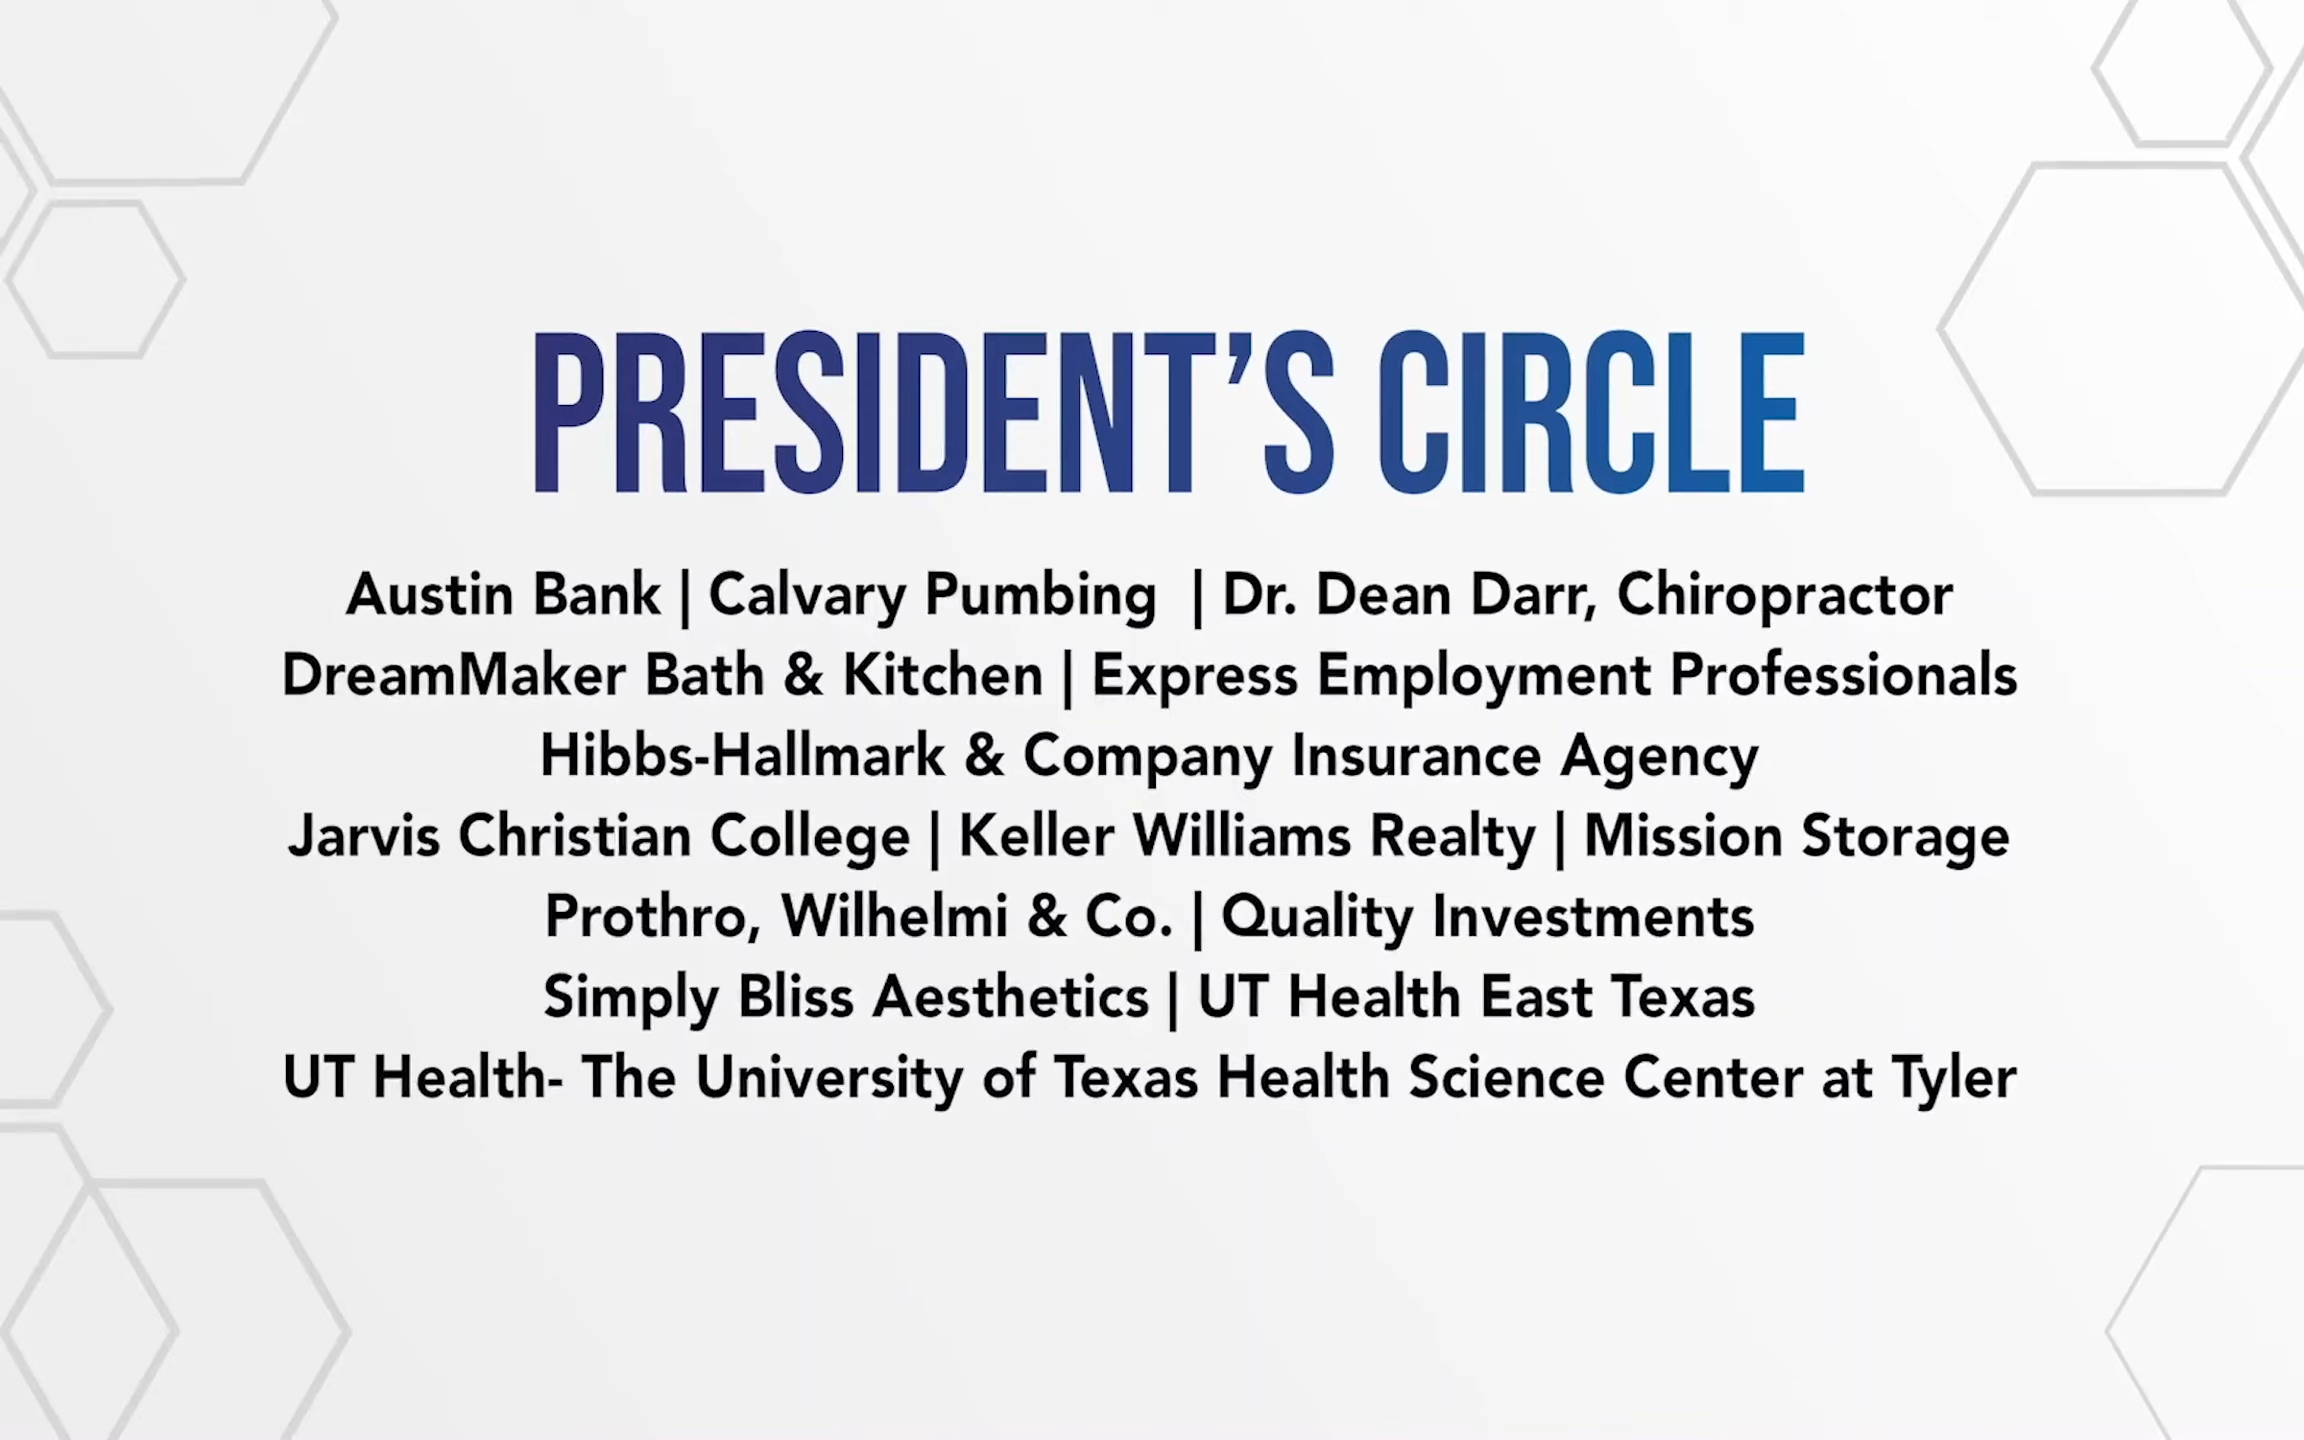 PRESIDENT'S CIRCLE
Austin Bank | Calvary Pumbing | Dr. Dean Darr, Chiropractor
DreamMaker Bath & Kitchen | Express Employment Professionals
Hibbs-Hallmark & Company Insurance Agency
Jarvis Christian College | Keller Williams Realty | Mission Storage
Prothro, Wilhelmi & Co. | Quality Investments
Simply Bliss Aesthetics | UT Health East Texas
UT Health- The University of Texas Health Science Center at Tyler